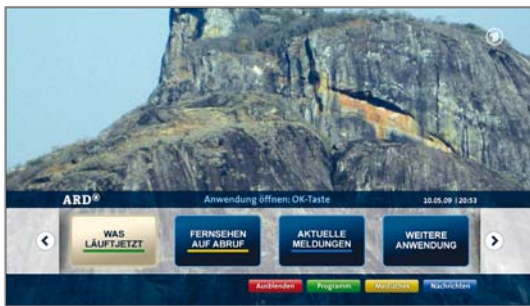 ARD
Anwendung öffnen: OK-Taste
10.05.09 | 20:53
WAS
LÄUFTJETZT
FERNSEHEN
AUF ABRUF
AKTUELLE
MELDUNGEN
WEITERE
ANWENDUNG
Ausblenden
Programm
Mediathek
Nachrichten